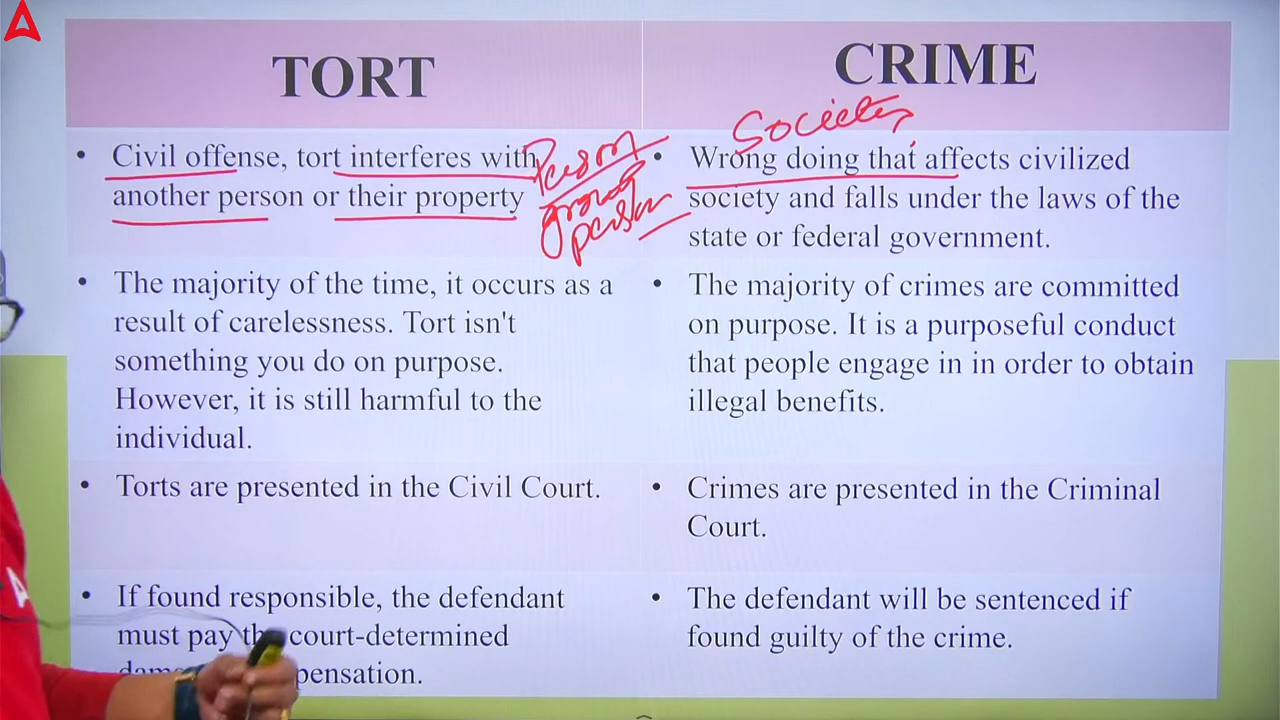 TORT
CRIME
Society
• Civil offense, tort interferes with
another person or their property
Person
group
person
• Wrong doing that affects civilized
society and falls under the laws of the
state or federal government.
• The majority of the time, it occurs as a
result of carelessness. Tort isn't
something you do on purpose.
However, it is still harmful to the
individual.
• The majority of crimes are committed
on purpose. It is a purposeful conduct
that people engage in in order to obtain
illegal benefits.
• Torts are presented in the Civil Court.
• Crimes are presented in the Criminal
Court.
• If found responsible, the defendant
must pay the court-determined
pensation.
• The defendant will be sentenced if
found guilty of the crime.